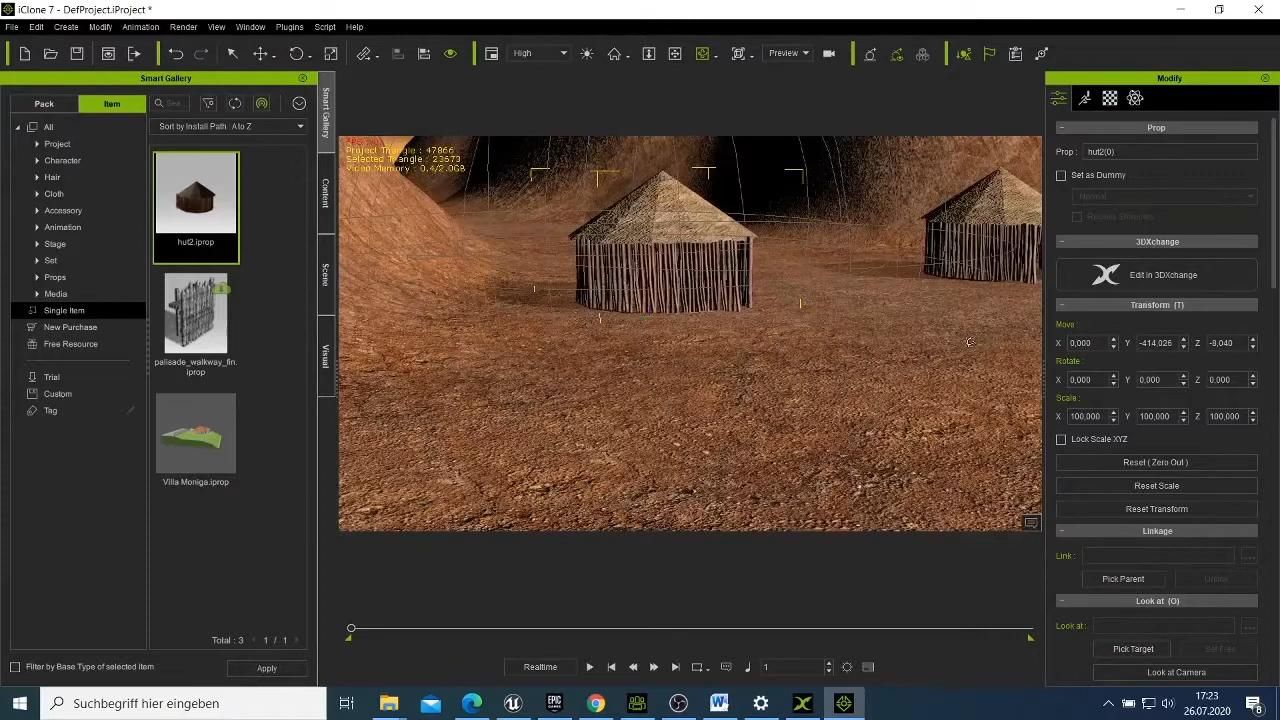 iClone 7 - DefProject.iProject *
File Edit Create Modify Animation Render View Window Plugins Script Help
High
Preview
Smart Gallery
Modify
Pack
Item
Sort by Install Path : A to Z
All
Project
Character
Hair
Cloth
Accessory
Animation
Stage
Set
Props
Media
Single Item
New Purchase
Free Resource
Trial
Custom
Tag
hut2.iprop
palisade_walkway_fin.
iprop
Villa Moniga.iprop
Total : 3 1 / 1
Filter by Base Type of selected Item
Apply
Smart Gallery
Content
Scene
Visual
Project Triangle : 47866
Selected Triangle : 23673
Video Memory : 0.4/2.0GB
Prop
Prop : hut2(0)
Set as Dummy
Normal
3DXchange
Edit in 3DXchange
Transform (T)
Move :
X 0,000 Y -414,026 Z -8,040
Rotate :
X 0,000 Y 0,000 Z 0,000
Scale :
X 100,000 Y 100,000 Z 100,000
Lock Scale XYZ
Reset ( Zero Out )
Reset Scale
Reset Transform
Linkage
Link :
Pick Parent
Unlink
Look at (O)
Look at :
Pick Target
Set Free
Look at Camera
Realtime
1
Suchbegriff hier eingeben
17:23
26.07.2020
6